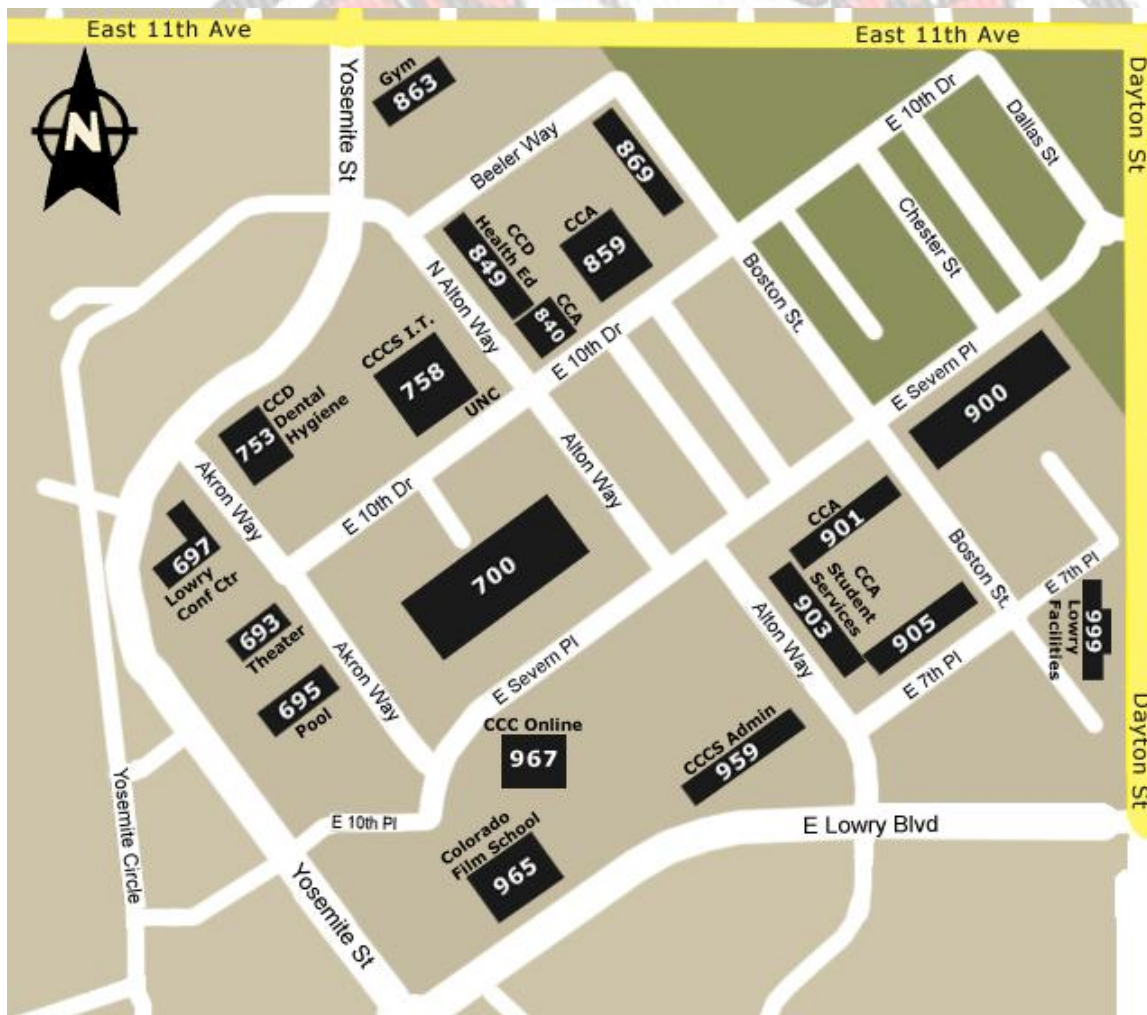 East 11th Ave
East 11th Ave
N
Yosemite St
Gym
863
Dayton St
E 10th Dr
Dallas St
Beeler Way
869
Chester St
CCD
Health Ed
849
CCA
859
CCA
840
N Alton Way
E 10th Dr
Boston St.
CCCS I.T.
758
UNC
CCD
Dental
Hygiene
753
E Severn Pl
900
Akron Way
E 10th Dr
Alton Way
CCA
901
697
Lowry
Conf Ctr
700
Boston St.
E 7th Pl
CCA
Student
Services
903
905
Lowry
Facilities
999
693
Theater
Akron Way
E Severn Pl
Alton Way
E 7th Pl
695
Pool
CCC Online
967
CCCS Admin
959
Dayton St
Yosemite Circle
E 10th Pl
Colorado
Film School
965
E Lowry Blvd
Yosemite St